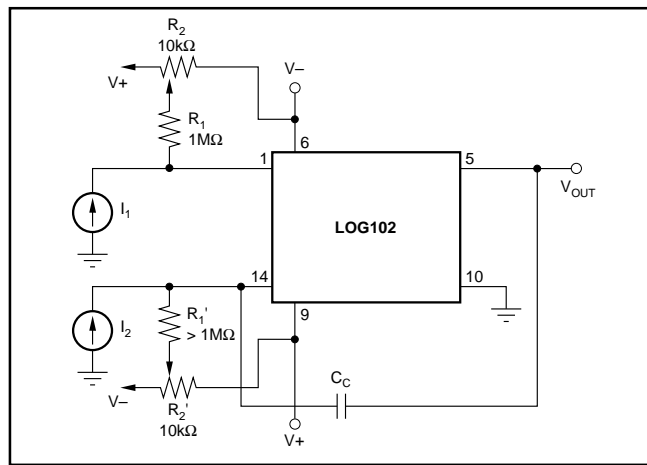 R2
10kΩ
V+
V–
R1
1MΩ
6
1
5
VOUT
I1
LOG102
14
10
I2
R1'
> 1MΩ
9
V–
R2'
10kΩ
CC
V+